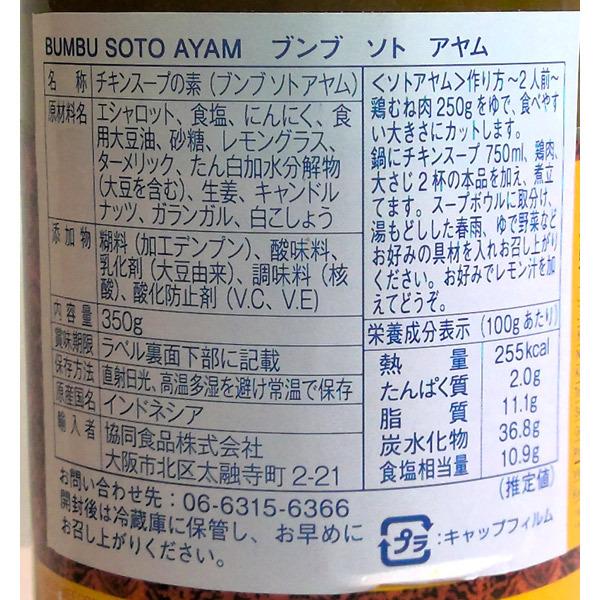 BUMBU SOTO AYAM ブンブ ソト アヤム
名 称 チキンスープの素 (ブンブソトアヤム)
原材料名 エシャロット、食塩、にんにく、食
用大豆油、砂糖、レモングラス、
ターメリック、たん白加水分解物
(大豆を含む)、生姜、キャンドル
ナッツ、ガランガル、白こしょう
添 加 物 糊料 (加工デンプン)、酸味料、
乳化剤 (大豆由来)、調味料 (核
酸)、酸化防止剤 (V.C、V.E)
内 容 量 350g
賞味期限 ラベル裏面下部に記載
保存方法 直射日光、高温多湿を避け常温で保存
原産国名 インドネシア
輸 入 者 協同食品株式会社
大阪市北区太融寺町 2-21
お問い合わせ先:06-6315-6366
開封後は冷蔵庫に保管し、お早めに
お召し上がりください。
<ソトアヤム>作り方~2人前~
鶏むね肉 250gをゆで、食べやす
い大きさにカットします。
鍋にチキンスープ 750ml、鶏肉、
大さじ2杯の本品を加え、煮立
てます。スープボウルに取分け、
湯もどしした春雨、ゆで野菜など
お好みの具材を入れお召し上がり
ください。お好みでレモン汁を加
えてどうぞ。
栄養成分表示 (100gあたり)
熱 量 255kcal
たんぱく質 2.0g
脂 質 11.1g
炭水化物 36.8g
食塩相当量 10.9g
(推定値)
プラ :キャップフィルム